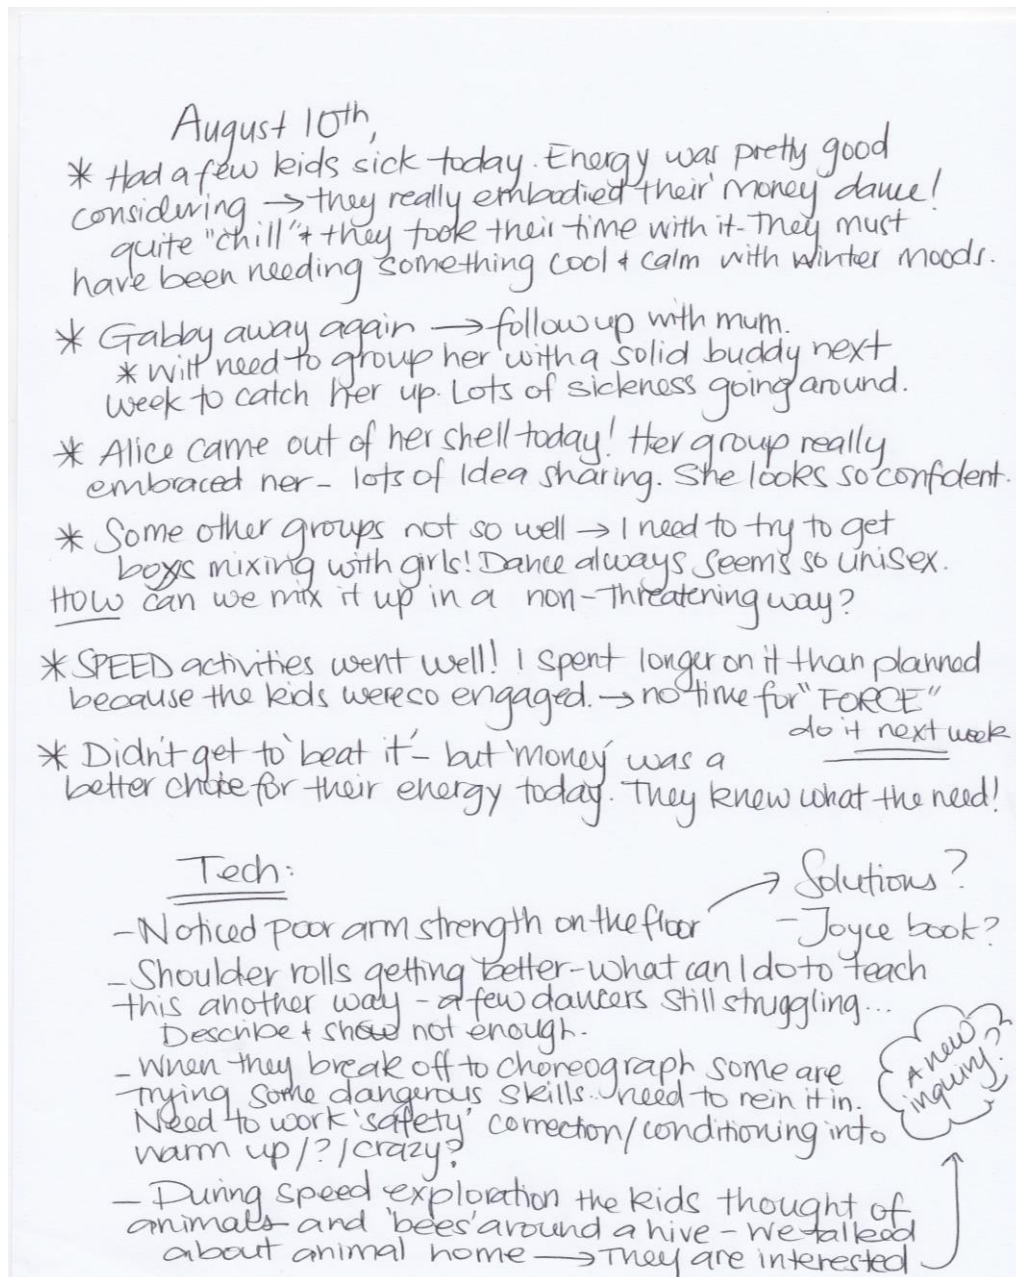 August 10th,
* Had a few kids sick today. Energy was pretty good
considering → they really embodied their 'money dance!
quite "chill" + they took their time with it - They must
have been needing something cool + calm with winter moods.
* Gabby away again → follow up with mum.
* Will need to group her with a solid buddy next
week to catch her up. Lots of sickness going around.
* Alice came out of her shell today! Her group really
embraced her - lots of Idea sharing. She looks so confident.
* Some other groups not so well → I need to try to get
boys mixing with girls! Dance always seems so unisex.
HOW can we mix it up in a non-threatening way?
* SPEED activities went well! I spent longer on it than planned
because the kids were so engaged. → no time for "FORCE"
do it next week
* Didn't get to 'beat it' - but 'money' was a
better choice for their energy today. They knew what the need!
Tech:
→ Solutions?
- Noticed poor arm strength on the floor
- Joyce book?
- Shoulder rolls getting better - what can I do to teach
this another way - a few dancers still struggling...
Describe + show not enough.
- When they break off to choreograph some are
trying some dangerous skills.. need to rein it in.
Need to work 'safety' correction/conditioning into
warm up/?/crazy?
A new
inquiry?
- During speed exploration the kids thought of
animals and 'bees' around a hive - we talked
about animal home → They are interested